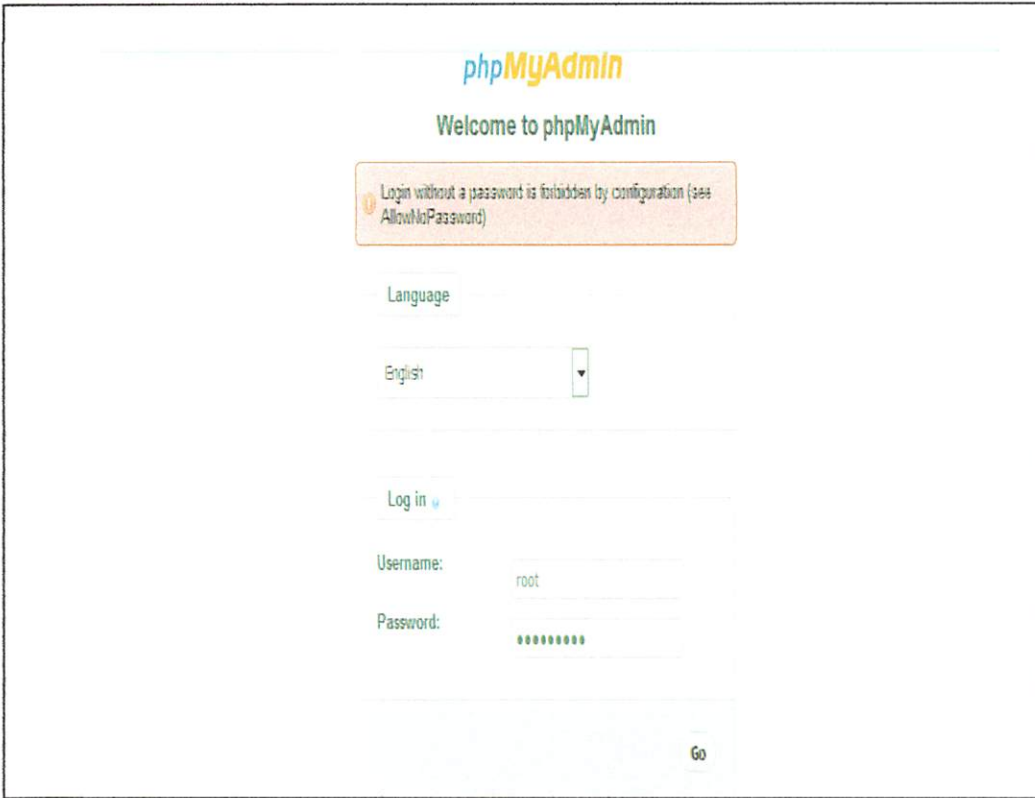 phpMyAdmin
Welcome to phpMyAdmin
Login without a password is forbidden by configuration (see
AllowNoPassword)
Language
English
Log in
Username:
root
Password:
•••••••••
Go